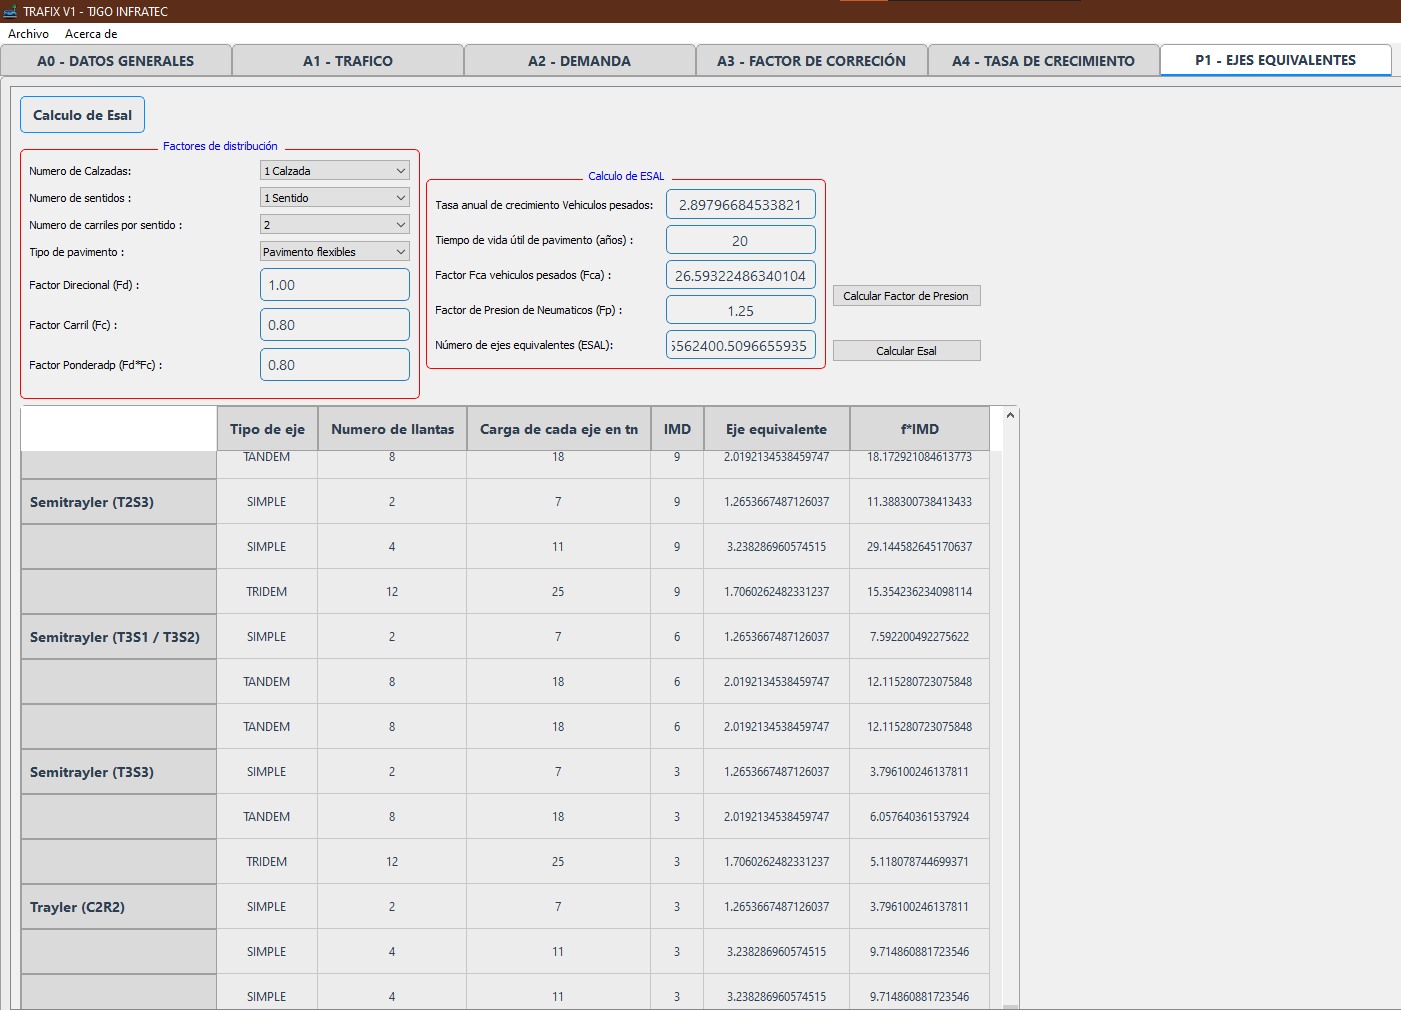 TRAFIX V1 - TJGO INFRATEC
Archivo Acerca de
A0 - DATOS GENERALES A1 - TRAFICO A2 - DEMANDA A3 - FACTOR DE CORRECIÓN A4 - TASA DE CRECIMIENTO P1 - EJES EQUIVALENTES
Calculo de Esal
Factores de distribución
Numero de Calzadas: 1 Calzada
Numero de sentidos : 1 Sentido
Numero de carriles por sentido : 2
Tipo de pavimento : Pavimento flexibles
Factor Direcional (Fd) : 1.00
Factor Carril (Fc) : 0.80
Factor Ponderadp (Fd*Fc) : 0.80
Calculo de ESAL
Tasa anual de crecimiento Vehiculos pesados: 2.89796684533821
Tiempo de vida útil de pavimento (años) : 20
Factor Fca vehiculos pesados (Fca) : 26.59322486340104
Factor de Presion de Neumaticos (Fp) : 1.25
Número de ejes equivalentes (ESAL): 5562400.5096655935
Calcular Factor de Presion
Calcular Esal
Tipo de eje Numero de llantas Carga de cada eje en tn IMD Eje equivalente f*IMD
TANDEM 8 18 9 2.0192134538459747 18.172921084613773
Semitrayler (T2S3) SIMPLE 2 7 9 1.2653667487126037 11.388300738413433
SIMPLE 4 11 9 3.238286960574515 29.144582645170637
TRIDEM 12 25 9 1.7060262482331237 15.354236234098114
Semitrayler (T3S1 / T3S2) SIMPLE 2 7 6 1.2653667487126037 7.592200492275622
TANDEM 8 18 6 2.0192134538459747 12.115280723075848
TANDEM 8 18 6 2.0192134538459747 12.115280723075848
Semitrayler (T3S3) SIMPLE 2 7 3 1.2653667487126037 3.796100246137811
TANDEM 8 18 3 2.0192134538459747 6.057640361537924
TRIDEM 12 25 3 1.7060262482331237 5.118078744699371
Trayler (C2R2) SIMPLE 2 7 3 1.2653667487126037 3.796100246137811
SIMPLE 4 11 3 3.238286960574515 9.714860881723546
SIMPLE 4 11 3 3.238286960574515 9.714860881723546